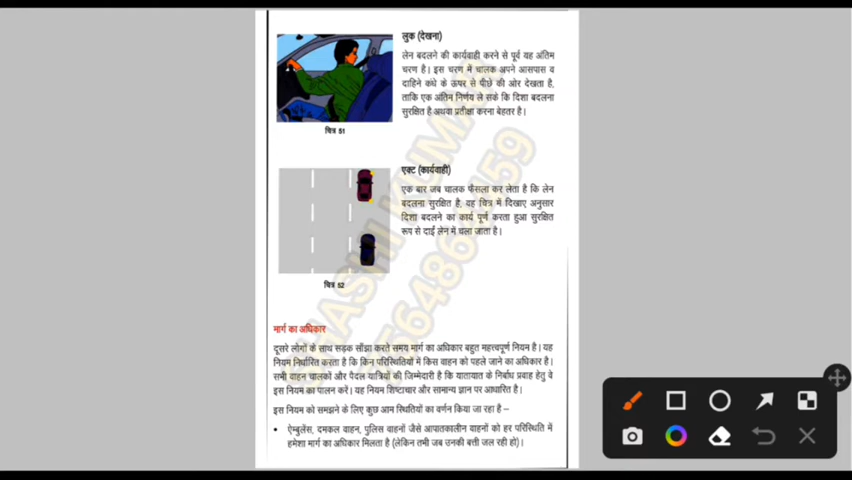 लुक (देखना)
लेन बदलने की कार्यवाही करने से पूर्व यह अंतिम
चरण है। इस चरण में चालक अपने आसपास व
दाहिने कंधे के ऊपर से पीछे की ओर देखता है,
ताकि एक अंतिम निर्णय ले सके कि दिशा बदलना
सुरक्षित है अथवा प्रतीक्षा करना बेहतर है।
चित्र 51
एक्ट (कार्यवाही)
एक बार जब चालक फैसला कर लेता है कि लेन
बदलना सुरक्षित है, वह चित्र में दिखाए अनुसार
दिशा बदलने का कार्य पूर्ण करता हुआ सुरक्षित
रूप से दाईं लेन में चला जाता है।
चित्र 52
मार्ग का अधिकार
दूसरे लोगों के साथ सड़क साँझा करते समय मार्ग का अधिकार बहुत महत्त्वपूर्ण नियम है। यह
नियम निर्धारित करता है कि किन परिस्थितियों में किस वाहन को पहले जाने का अधिकार है।
सभी वाहन चालकों और पैदल यात्रियों की जिम्मेदारी है कि यातायात के निर्बाध प्रवाह हेतु वे
इस नियम का पालन करें। यह नियम शिष्टाचार और सामान्य ज्ञान पर आधारित है।
इस नियम को समझने के लिए कुछ आम स्थितियों का वर्णन किया जा रहा है –
• ऐम्बुलेंस, दमकल वाहन, पुलिस वाहनों जैसे आपातकालीन वाहनों को हर परिस्थिति में
हमेशा मार्ग का अधिकार मिलता है (लेकिन तभी जब उनकी बत्ती जल रही हो)।
SHASHI KUMAR